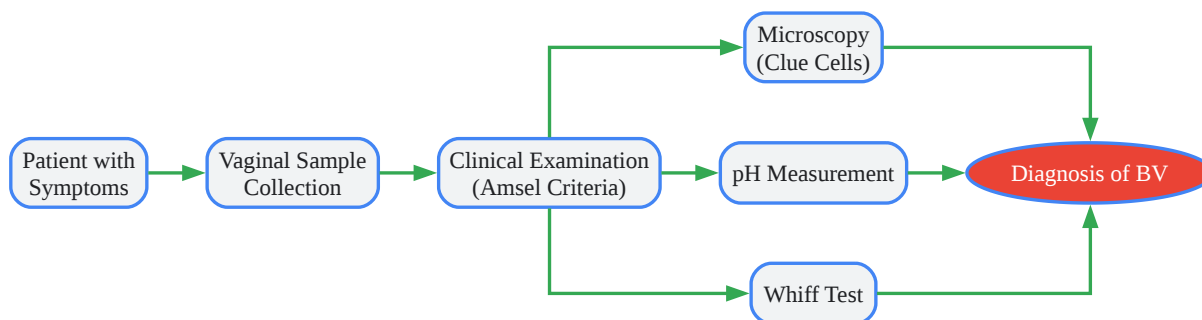 Patient with
Symptoms
Vaginal Sample
Collection
Clinical Examination
(Amsel Criteria)
Microscopy
(Clue Cells)
pH Measurement
Whiff Test
Diagnosis of BV